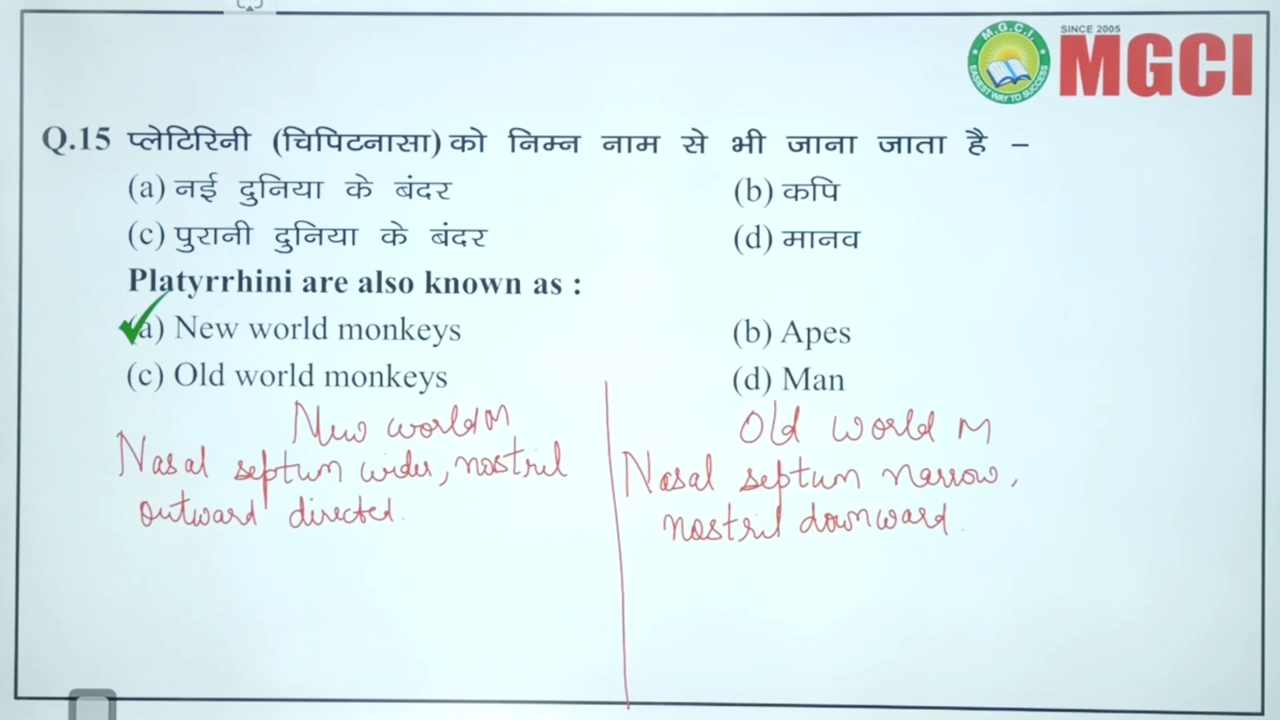 SINCE 2005
MGCI
M.G.C.I.
EASIEST WAY TO SUCCESS
Q.15 प्लेटिरिनी (चिपिटनासा) को निम्न नाम से भी जाना जाता है –
(a) नई दुनिया के बंदर (b) कपि
(c) पुरानी दुनिया के बंदर (d) मानव
Platyrrhini are also known as :
(a) New world monkeys (b) Apes
(c) Old world monkeys (d) Man
New world M
Nasal septum wider, nostril
outward directed.
Old world M
Nasal septum narrow,
nostril downward.